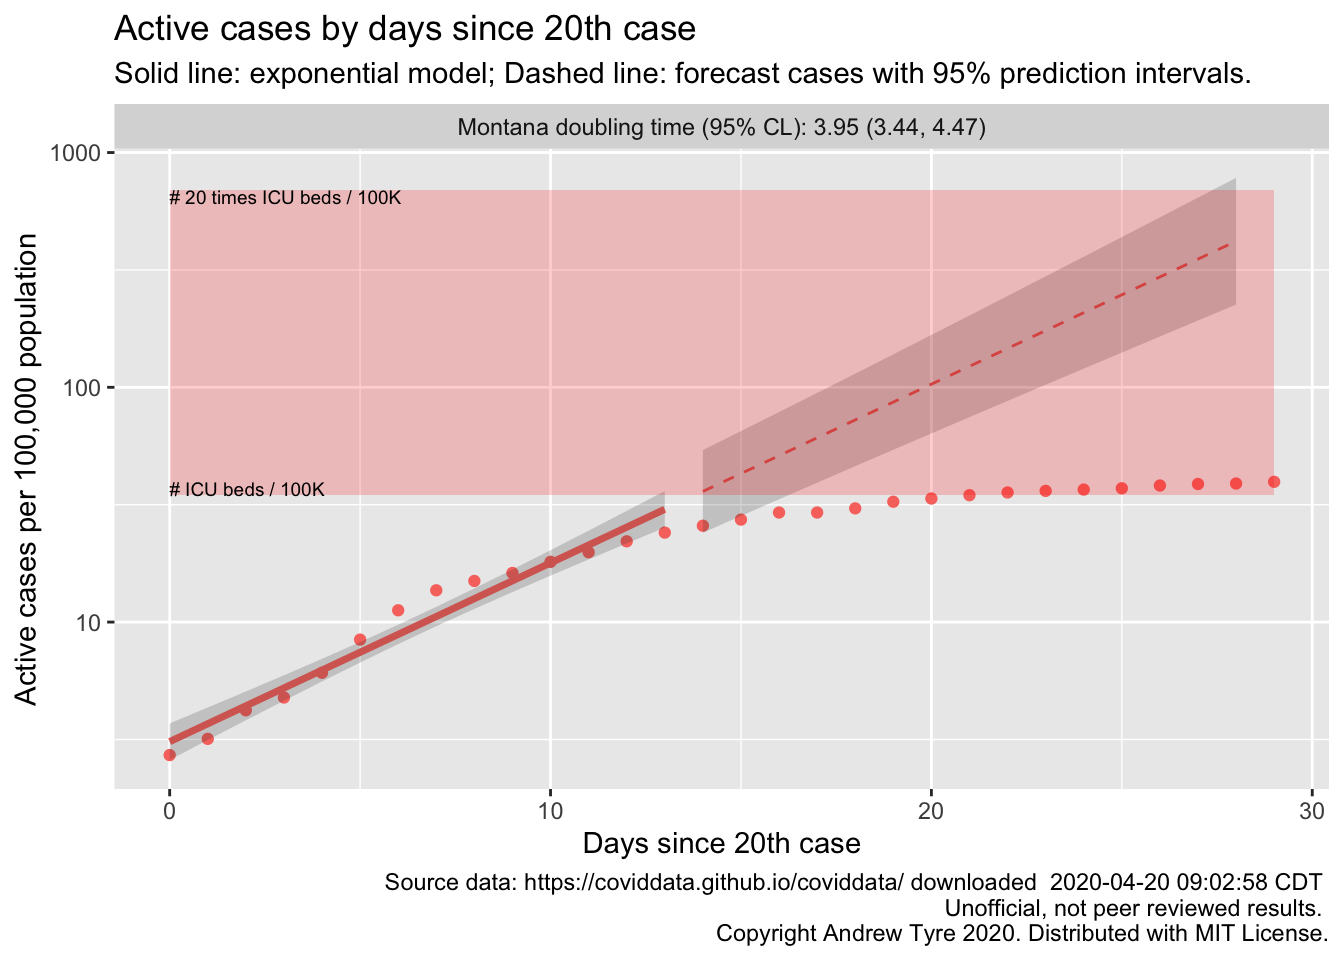 Active cases by days since 20th case
Solid line: exponential model; Dashed line: forecast cases with 95% prediction intervals.
Montana doubling time (95% CL): 3.95 (3.44, 4.47)
Active cases per 100,000 population
1000
100
10
# 20 times ICU beds / 100K
# ICU beds / 100K
0
10
20
30
Days since 20th case
Source data: https://coviddata.github.io/coviddata/ downloaded  2020-04-20 09:02:58 CDT
Unofficial, not peer reviewed results.
Copyright Andrew Tyre 2020. Distributed with MIT License.